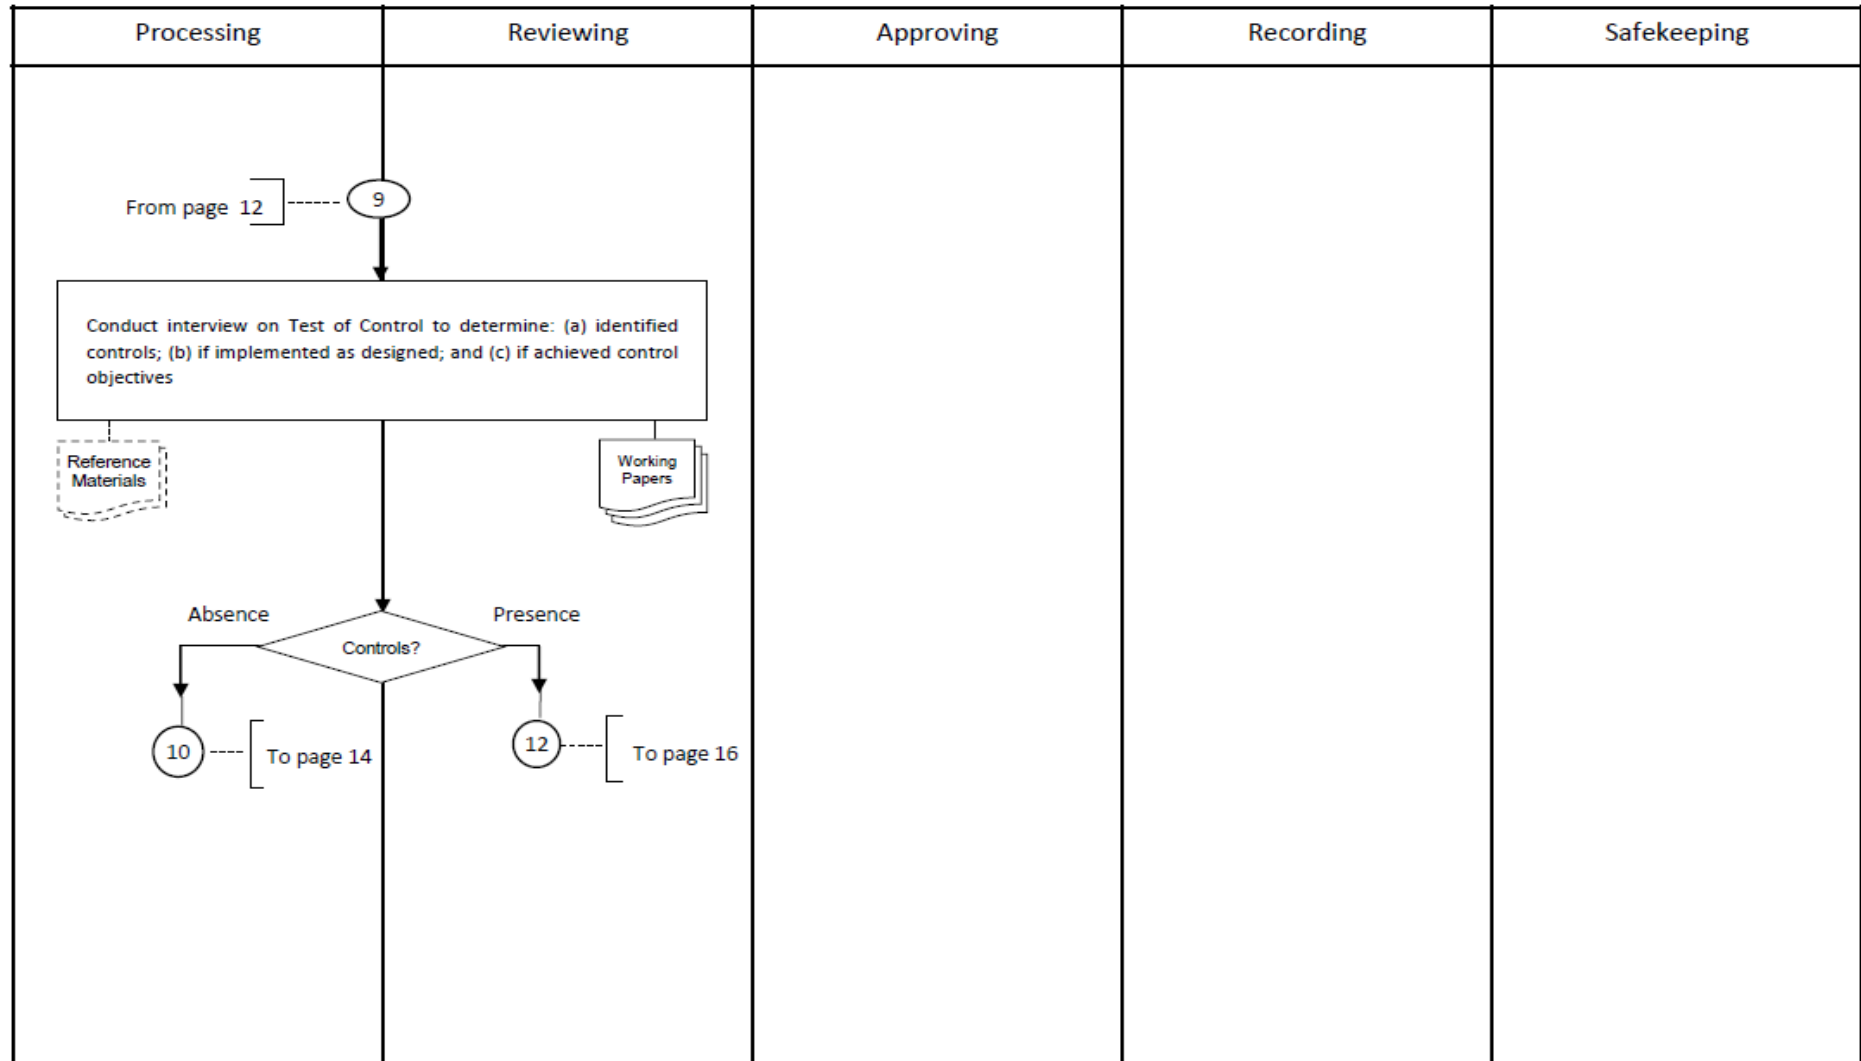 Processing
Reviewing
Approving
Recording
Safekeeping
From page 12
9
Conduct interview on Test of Control to determine: (a) identified
controls; (b) if implemented as designed; and (c) if achieved control
objectives
Reference
Materials
Working
Papers
Absence
Presence
Controls?
10
To page 14
12
To page 16